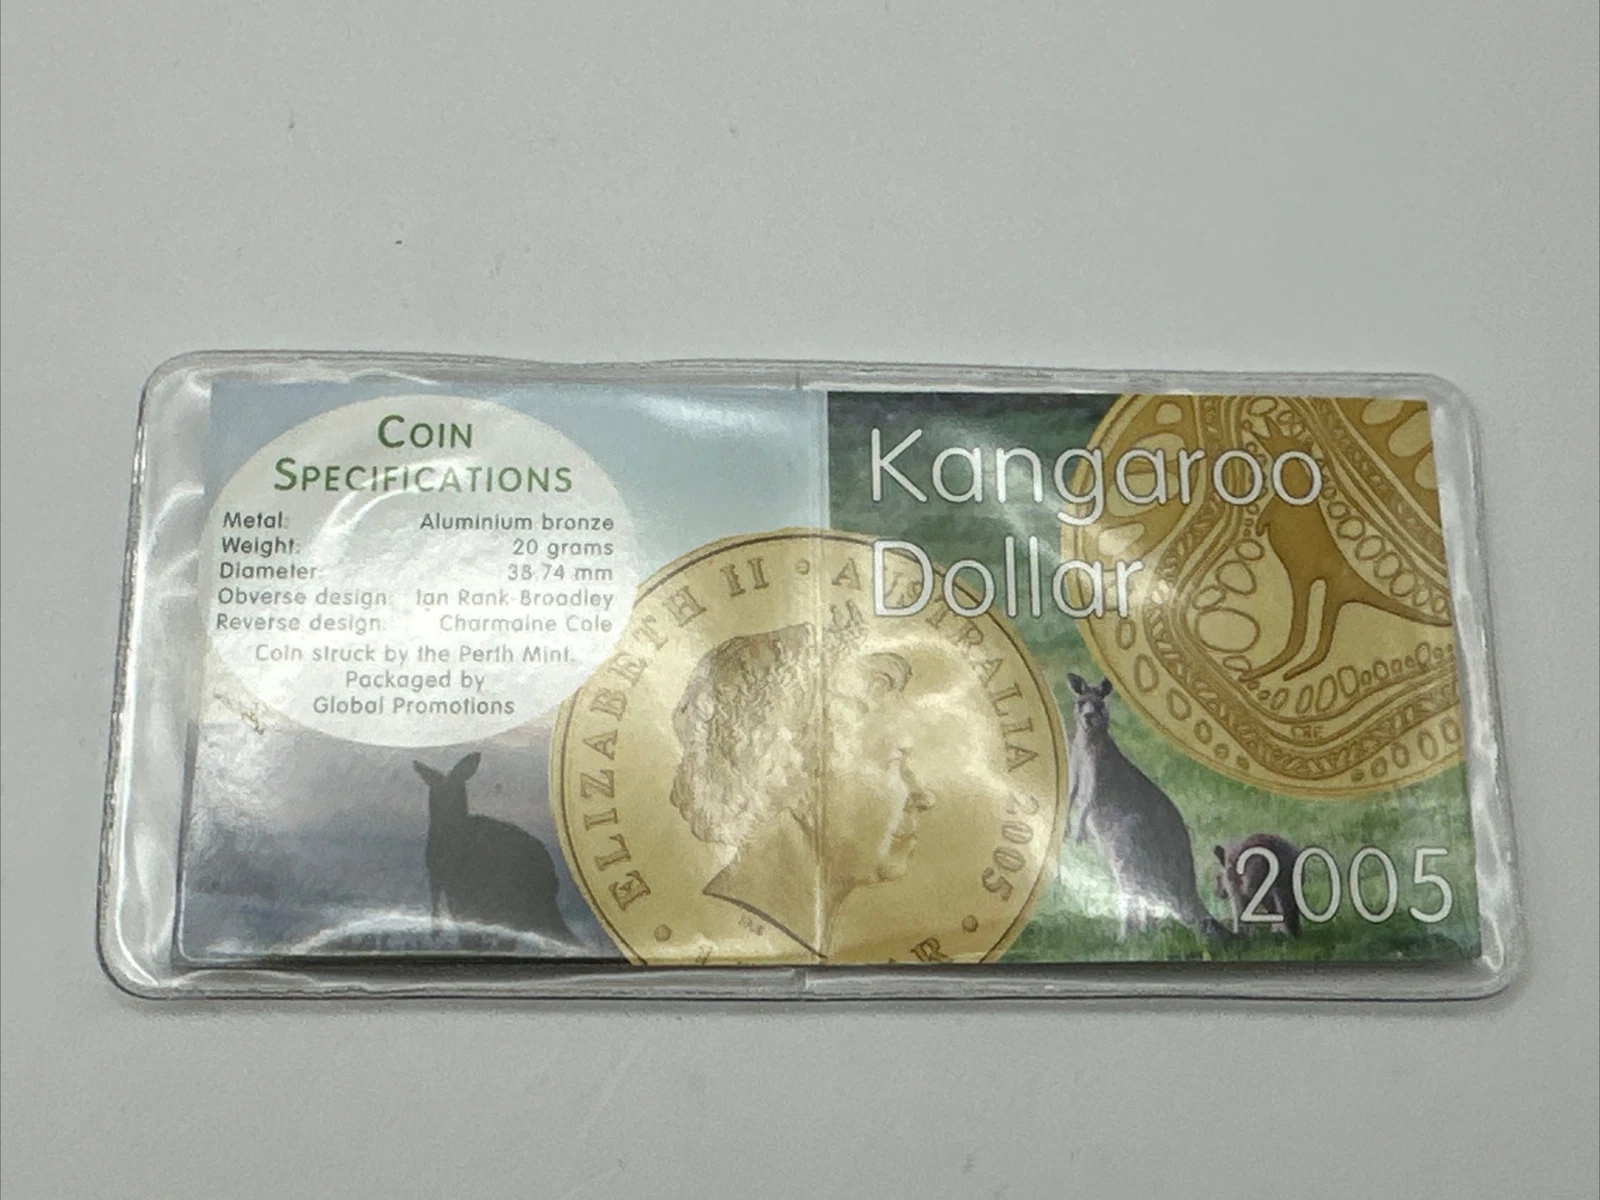 COIN
SPECIFICATIONS
Metal: Aluminium bronze
Weight: 20 grams
Diameter: 38.74 mm
Obverse design: Ian Rank-Broadley
Reverse design: Charmaine Cole
Coin struck by the Perth Mint.
Packaged by
Global Promotions
ELIZABETH II AUSTRALIA 2005
Kangaroo
Dollar
2005